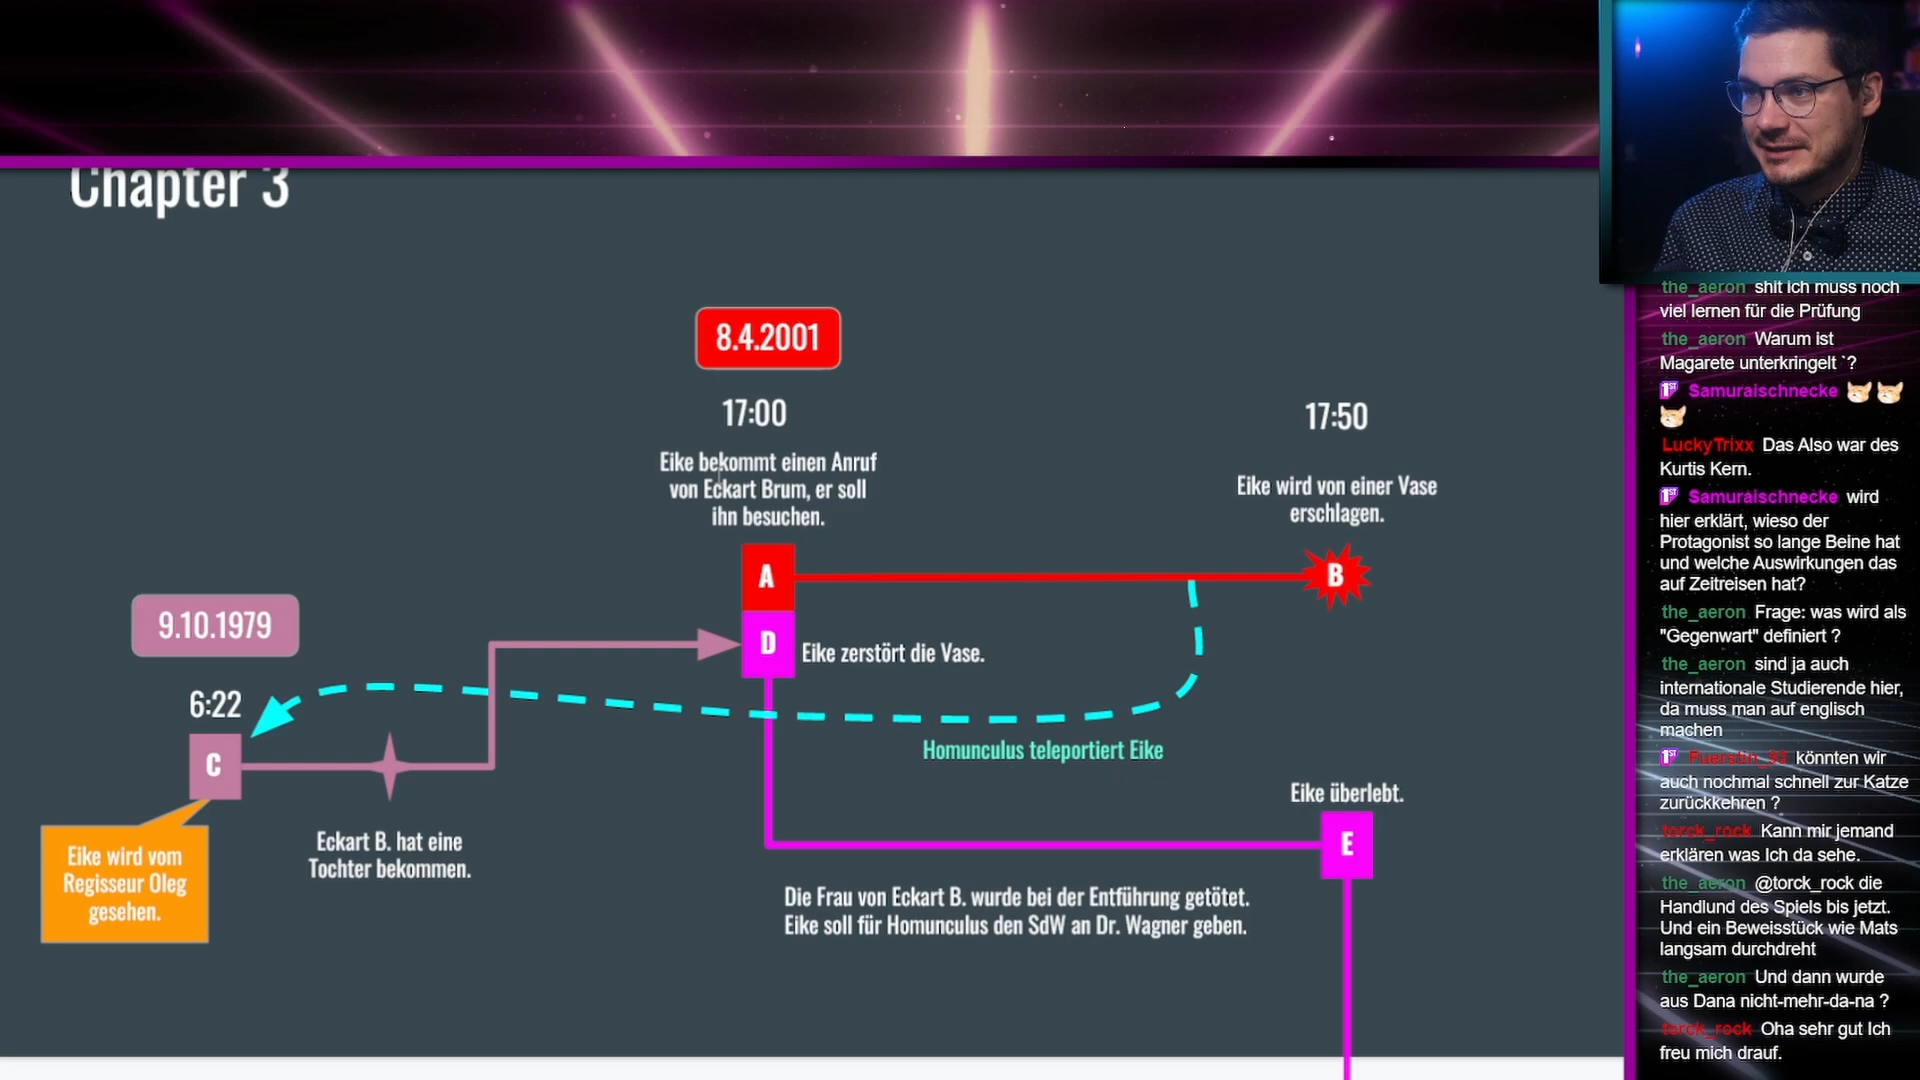 Chapter 3
8.4.2001
17:00
Eike bekommt einen Anruf
von Eckart Brum, er soll
ihn besuchen.
17:50
Eike wird von einer Vase
erschlagen.
A
B
9.10.1979
6:22
D
Eike zerstört die Vase.
C
Homunculus teleportiert Eike
Eike wird vom
Regisseur Oleg
gesehen.
Eckart B. hat eine
Tochter bekommen.
Eike überlebt.
E
Die Frau von Eckart B. wurde bei der Entführung getötet.
Eike soll für Homunculus den SdW an Dr. Wagner geben.
the_aeron shit ich muss noch
viel lernen für die Prüfung
the_aeron Warum ist
Magarete unterkringelt `?
1ST Samuraischnecke
LuckyTrixx Das Also war des
Kurtis Kern.
1ST Samuraischnecke wird
hier erklärt, wieso der
Protagonist so lange Beine hat
und welche Auswirkungen das
auf Zeitreisen hat?
the_aeron Frage: was wird als
"Gegenwart" definiert ?
the_aeron sind ja auch
internationale Studierende hier,
da muss man auf englisch
machen
1ST Fuerstin_93 könnten wir
auch nochmal schnell zur Katze
zurückkehren ?
torck_rock Kann mir jemand
erklären was Ich da sehe.
the_aeron @torck_rock die
Handlund des Spiels bis jetzt.
Und ein Beweisstück wie Mats
langsam durchdreht
the_aeron Und dann wurde
aus Dana nicht-mehr-da-na ?
torck_rock Oha sehr gut Ich
freu mich drauf.